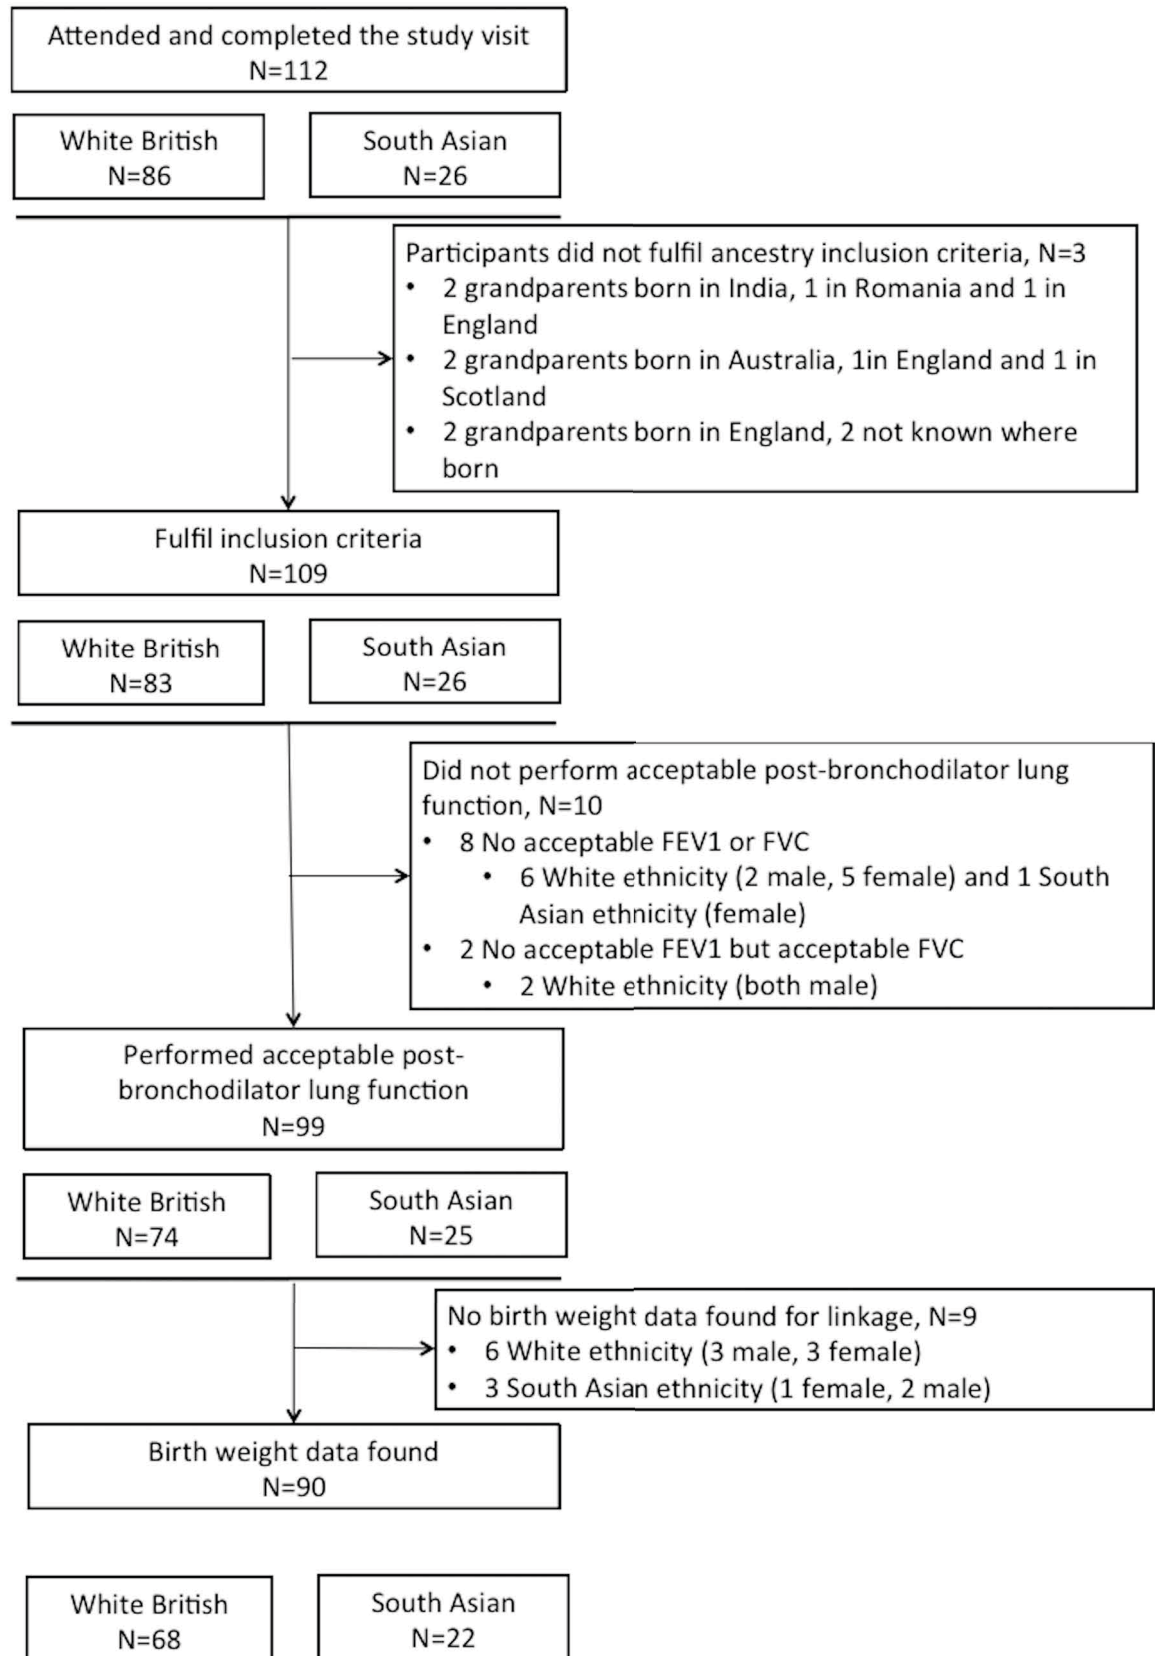 Attended and completed the study visit
N=112
White British
N=86
South Asian
N=26
Participants did not fulfil ancestry inclusion criteria, N=3
• 2 grandparents born in India, 1 in Romania and 1 in
England
• 2 grandparents born in Australia, 1in England and 1 in
Scotland
• 2 grandparents born in England, 2 not known where
born
Fulfil inclusion criteria
N=109
White British
N=83
South Asian
N=26
Did not perform acceptable post-bronchodilator lung
function, N=10
• 8 No acceptable FEV1 or FVC
• 6 White ethnicity (2 male, 5 female) and 1 South
Asian ethnicity (female)
• 2 No acceptable FEV1 but acceptable FVC
• 2 White ethnicity (both male)
Performed acceptable post-
bronchodilator lung function
N=99
White British
N=74
South Asian
N=25
No birth weight data found for linkage, N=9
• 6 White ethnicity (3 male, 3 female)
• 3 South Asian ethnicity (1 female, 2 male)
Birth weight data found
N=90
White British
N=68
South Asian
N=22